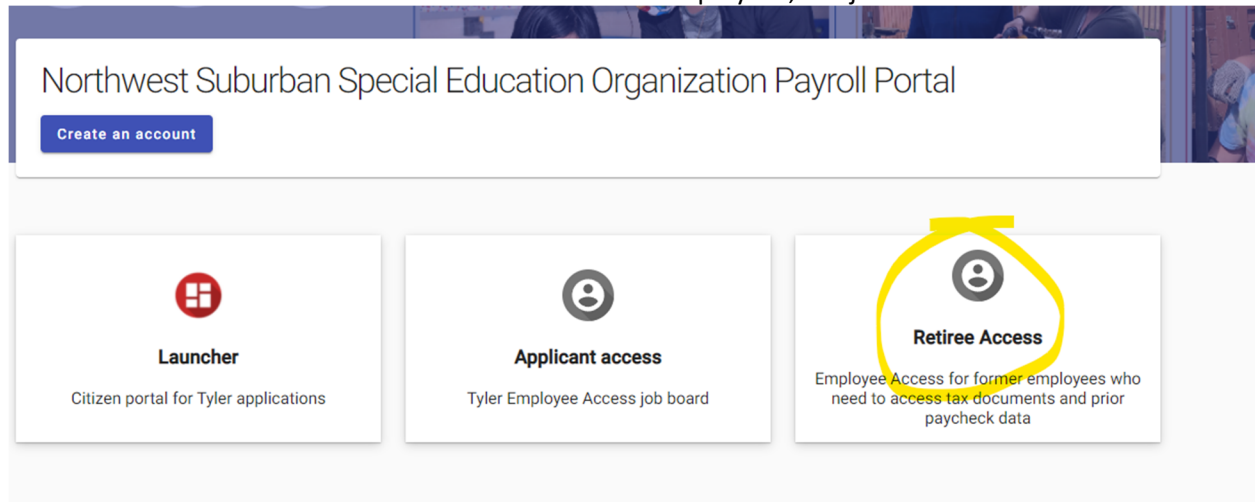 Northwest Suburban Special Education Organization Payroll Portal
Create an account
Launcher
Citizen portal for Tyler applications
Applicant access
Tyler Employee Access job board
Retiree Access
Employee Access for former employees who
need to access tax documents and prior
paycheck data